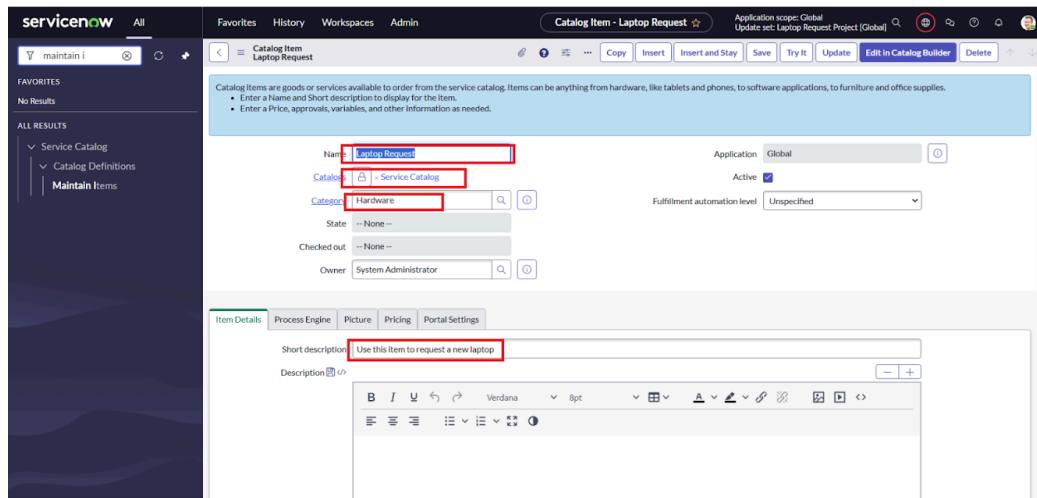 servicenow All Favorites History Workspaces Admin Catalog Item - Laptop Request Application scope: Global
Update set: Laptop Request Project [Global]
maintain i
Catalog Item
Laptop Request
Copy Insert Insert and Stay Save Try It Update Edit in Catalog Builder Delete
FAVORITES
No Results
ALL RESULTS
Service Catalog
Catalog Definitions
Maintain Items
Catalog items are goods or services available to order from the service catalog. Items can be anything from hardware, like tablets and phones, to software applications, to furniture and office supplies.
• Enter a Name and Short description to display for the item.
• Enter a Price, approvals, variables, and other information as needed.
Name Laptop Request Application Global
Catalogs Service Catalog Active
Category Hardware Fulfillment automation level Unspecified
State -- None --
Checked out -- None --
Owner System Administrator
Item Details Process Engine Picture Pricing Portal Settings
Short description Use this item to request a new laptop
Description
B I U Verdana 8pt A